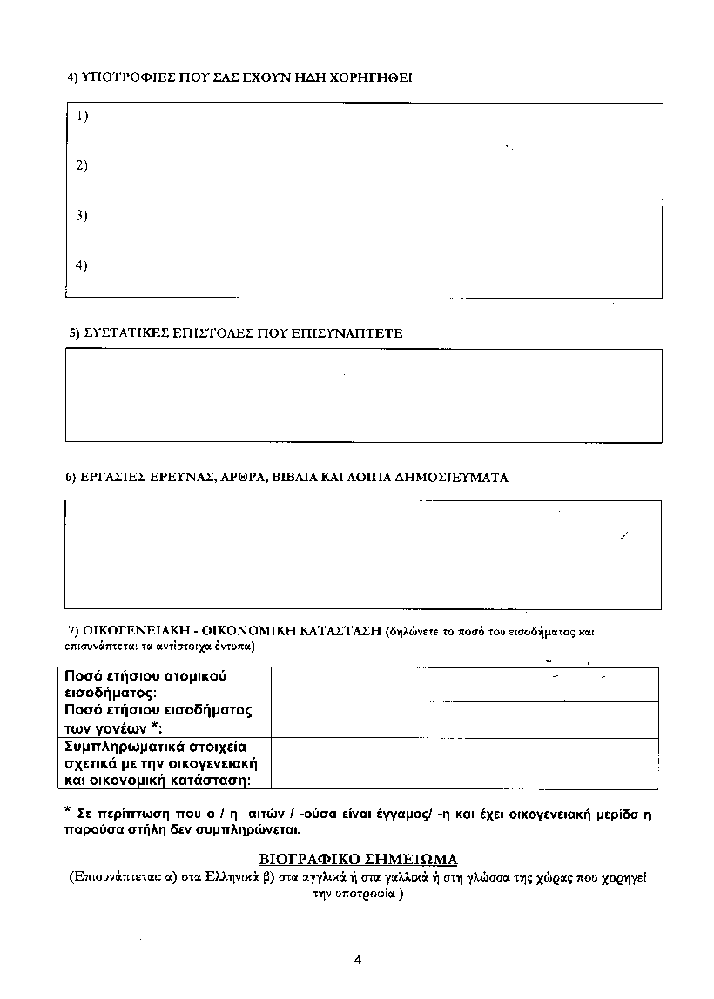 4) ΥΠΟΤΡΟΦΙΕΣ ΠΟΥ ΣΑΣ ΕΧΟΥΝ ΗΔΗ ΧΟΡΗΓΗΘΕΙ
1)
2)
3)
4)
5) ΣΥΣΤΑΤΙΚΕΣ ΕΠΙΣΤΟΛΕΣ ΠΟΥ ΕΠΙΣΥΝΑΠΤΕΤΕ
6) ΕΡΓΑΣΙΕΣ ΕΡΕΥΝΑΣ, ΑΡΘΡΑ, ΒΙΒΛΙΑ ΚΑΙ ΛΟΙΠΑ ΔΗΜΟΣΙΕΥΜΑΤΑ
7) ΟΙΚΟΓΕΝΕΙΑΚΗ - ΟΙΚΟΝΟΜΙΚΗ ΚΑΤΑΣΤΑΣΗ (δηλώνετε το ποσό του εισοδήματος και
επισυνάπτεται τα αντίστοιχα έντυπα)
Ποσό ετήσιου ατομικού
εισοδήματος:
Ποσό ετήσιου εισοδήματος
των γονέων *:
Συμπληρωματικά στοιχεία
σχετικά με την οικογενειακή
και οικονομική κατάσταση:
* Σε περίπτωση που ο / η αιτών / -ούσα είναι έγγαμος/ -η και έχει οικογενειακή μερίδα η
παρούσα στήλη δεν συμπληρώνεται.
ΒΙΟΓΡΑΦΙΚΟ ΣΗΜΕΙΩΜΑ
(Επισυνάπτεται: α) στα Ελληνικά β) στα αγγλικά ή στα γαλλικά ή στη γλώσσα της χώρας που χορηγεί
την υποτροφία )
4